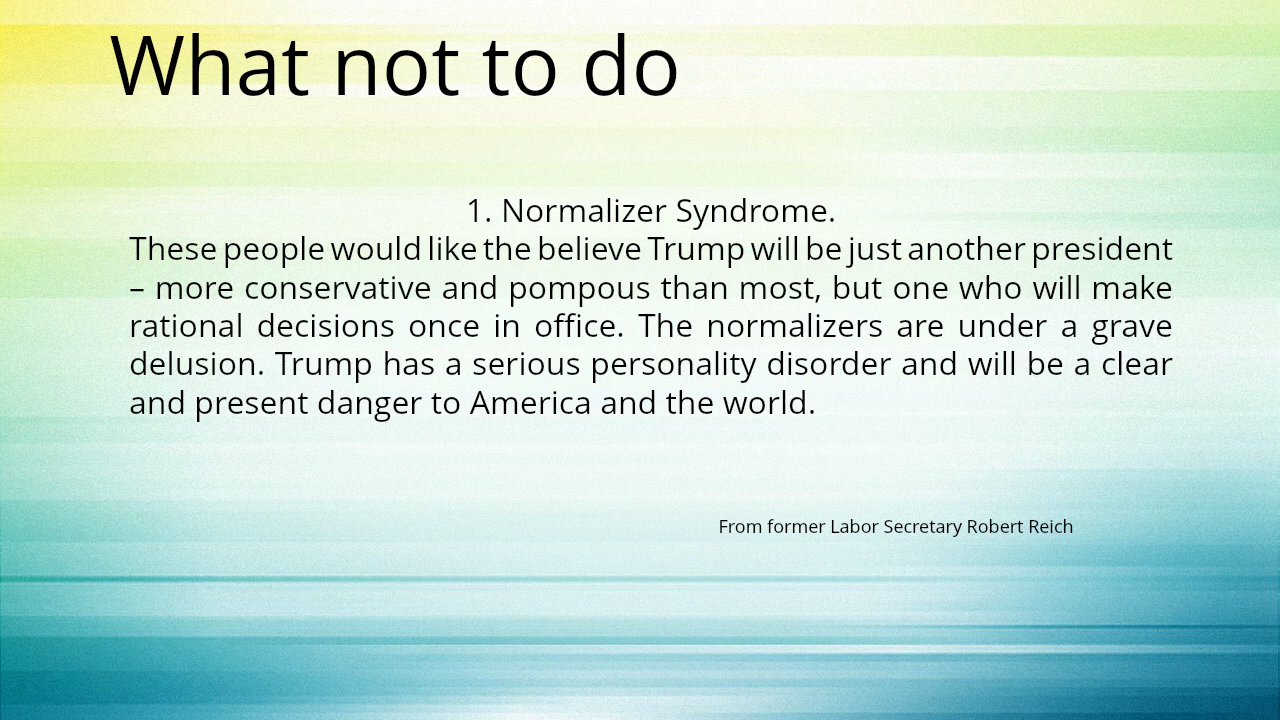 What not to do
1. Normalizer Syndrome.
These people would like the believe Trump will be just another president
– more conservative and pompous than most, but one who will make
rational decisions once in office. The normalizers are under a grave
delusion. Trump has a serious personality disorder and will be a clear
and present danger to America and the world.
From former Labor Secretary Robert Reich